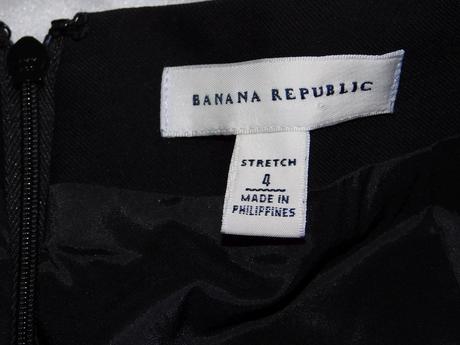 BANANA REPUBLIC
STRETCH
4
MADE IN
PHILIPPINES